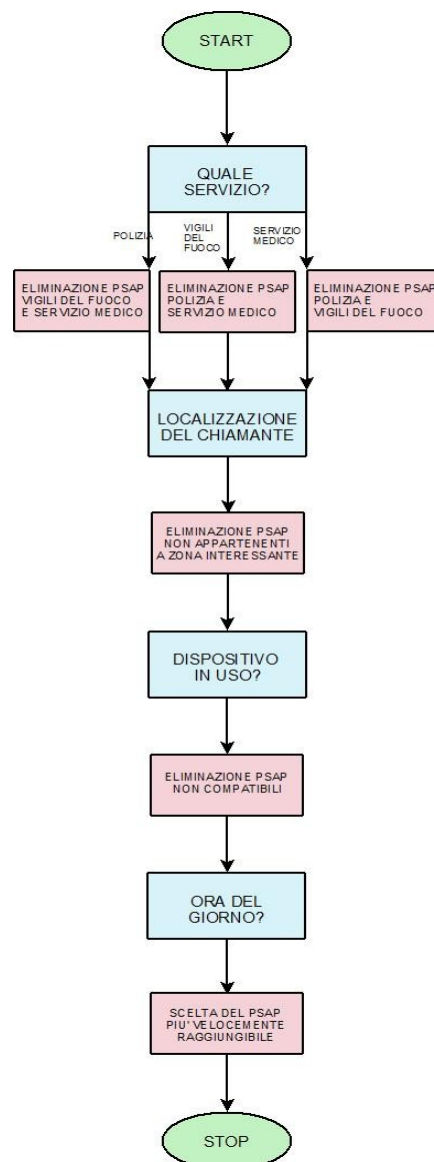 START
QUALE
SERVIZIO?
POLIZIA
VIGILI
DEL
FUOCO
SERVIZIO
MEDICO
ELIMINAZIONE PSAP
VIGILI DEL FUOCO
E SERVIZIO MEDICO
ELIMINAZIONE PSAP
POLIZIA E
SERVIZIO MEDICO
ELIMINAZIONE PSAP
POLIZIA E
VIGILI DEL FUOCO
LOCALIZZAZIONE
DEL CHIAMANTE
ELIMINAZIONE PSAP
NON APPARTENENTI
A ZONA INTERESSANTE
DISPOSITIVO
IN USO?
ELIMINAZIONE PSAP
NON COMPATIBILI
ORA DEL
GIORNO?
SCELTA DEL PSAP
PIU' VELOCEMENTE
RAGGIUNGIBILE
STOP